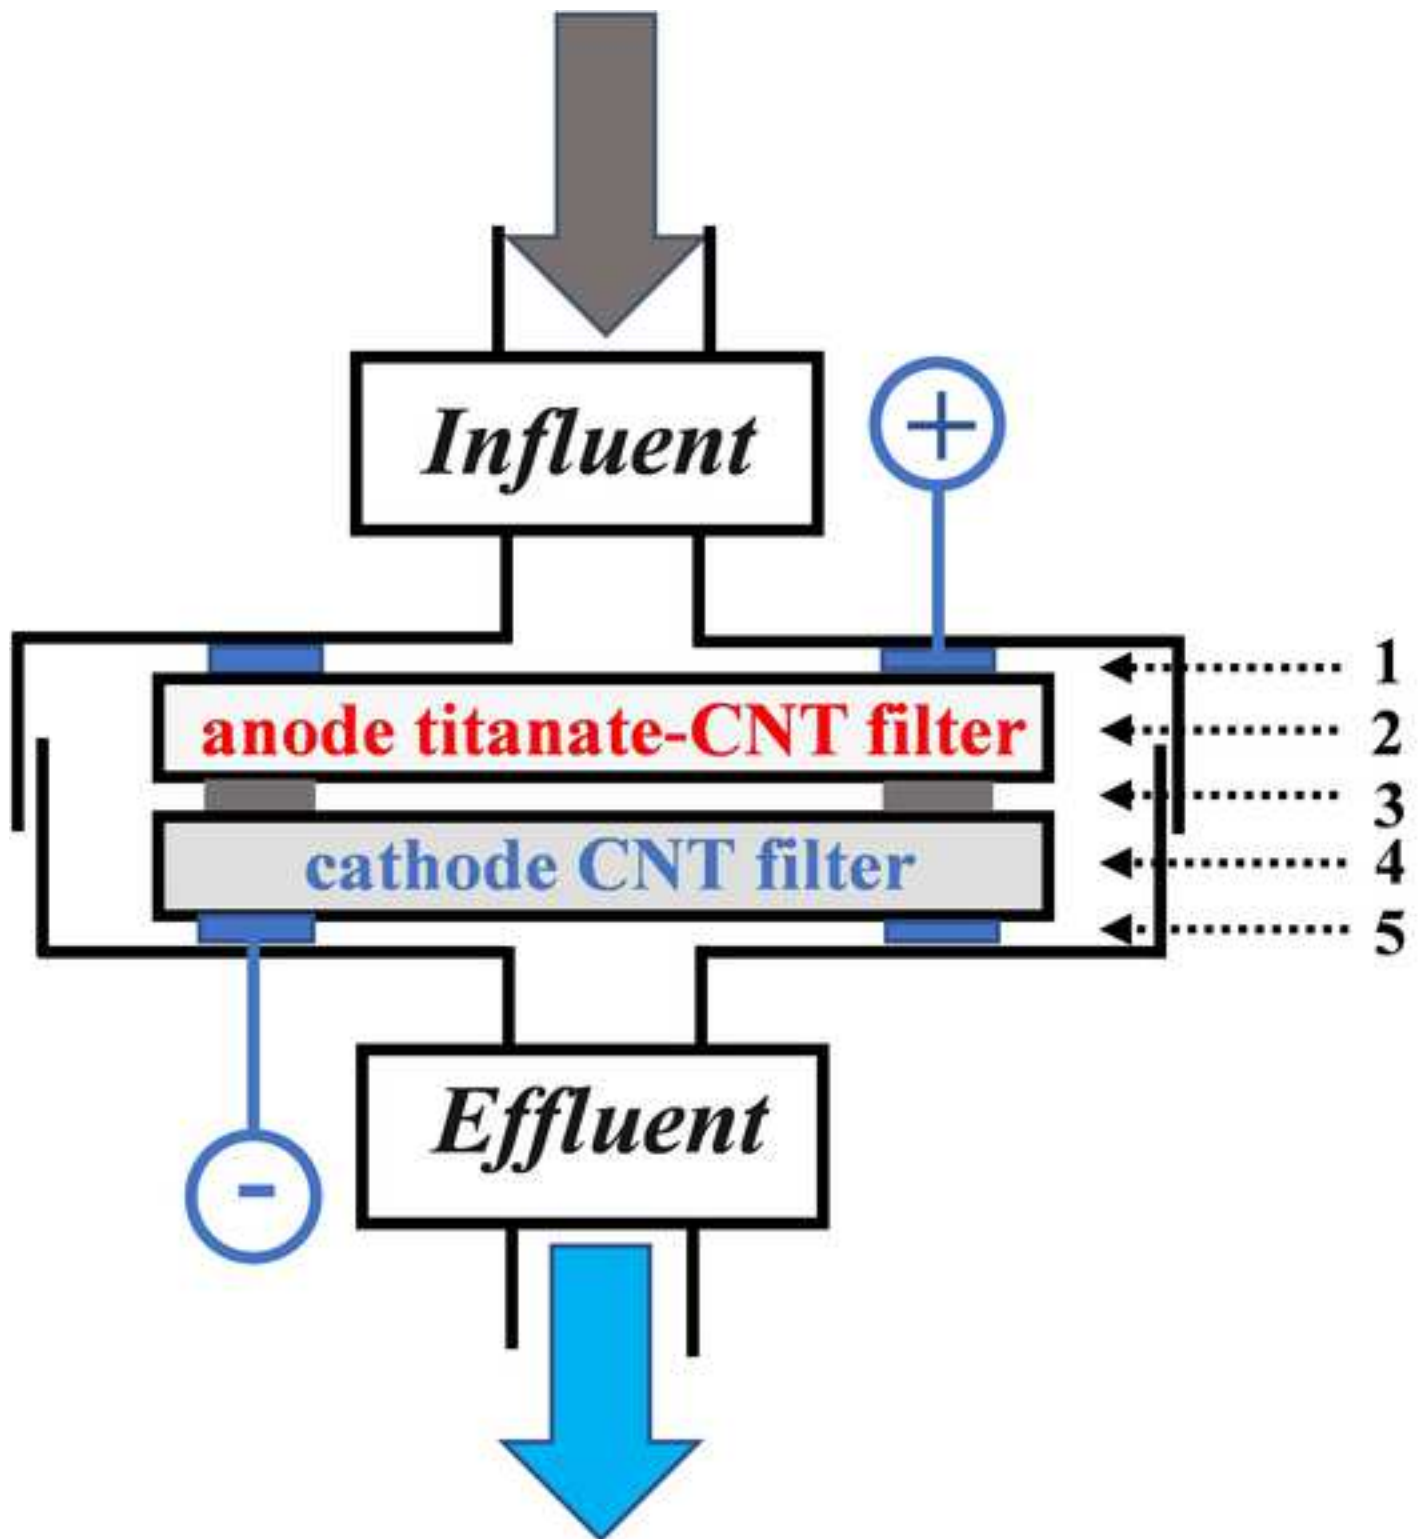 Influent
+
1
anode titanate-CNT filter
2
3
cathode CNT filter
4
5
Effluent
-